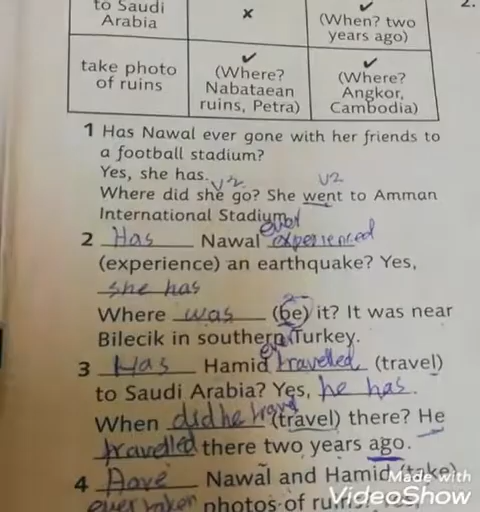 to Saudi
Arabia
x
✓
(When? two
years ago)
2.
take photo
of ruins
✓
(Where?
Nabataean
ruins, Petra)
✓
(Where?
Angkor,
Cambodia)
1 Has Nawal ever gone with her friends to
a football stadium?
Yes, she has.
V2 V2
Where did she go? She went to Amman
International Stadium.
ever
2 Has Nawal experienced
(experience) an earthquake? Yes,
she has
Where was (be) it? It was near
Bilecik in southern Turkey.
ever
3 Has Hamid travelled (travel)
to Saudi Arabia? Yes, he has.
When did he travel (travel) there? He
travelled there two years ago.
4 Have Nawal and Hamid (take)
ever taken photos of ruins? Yes,
Made with
VideoShow